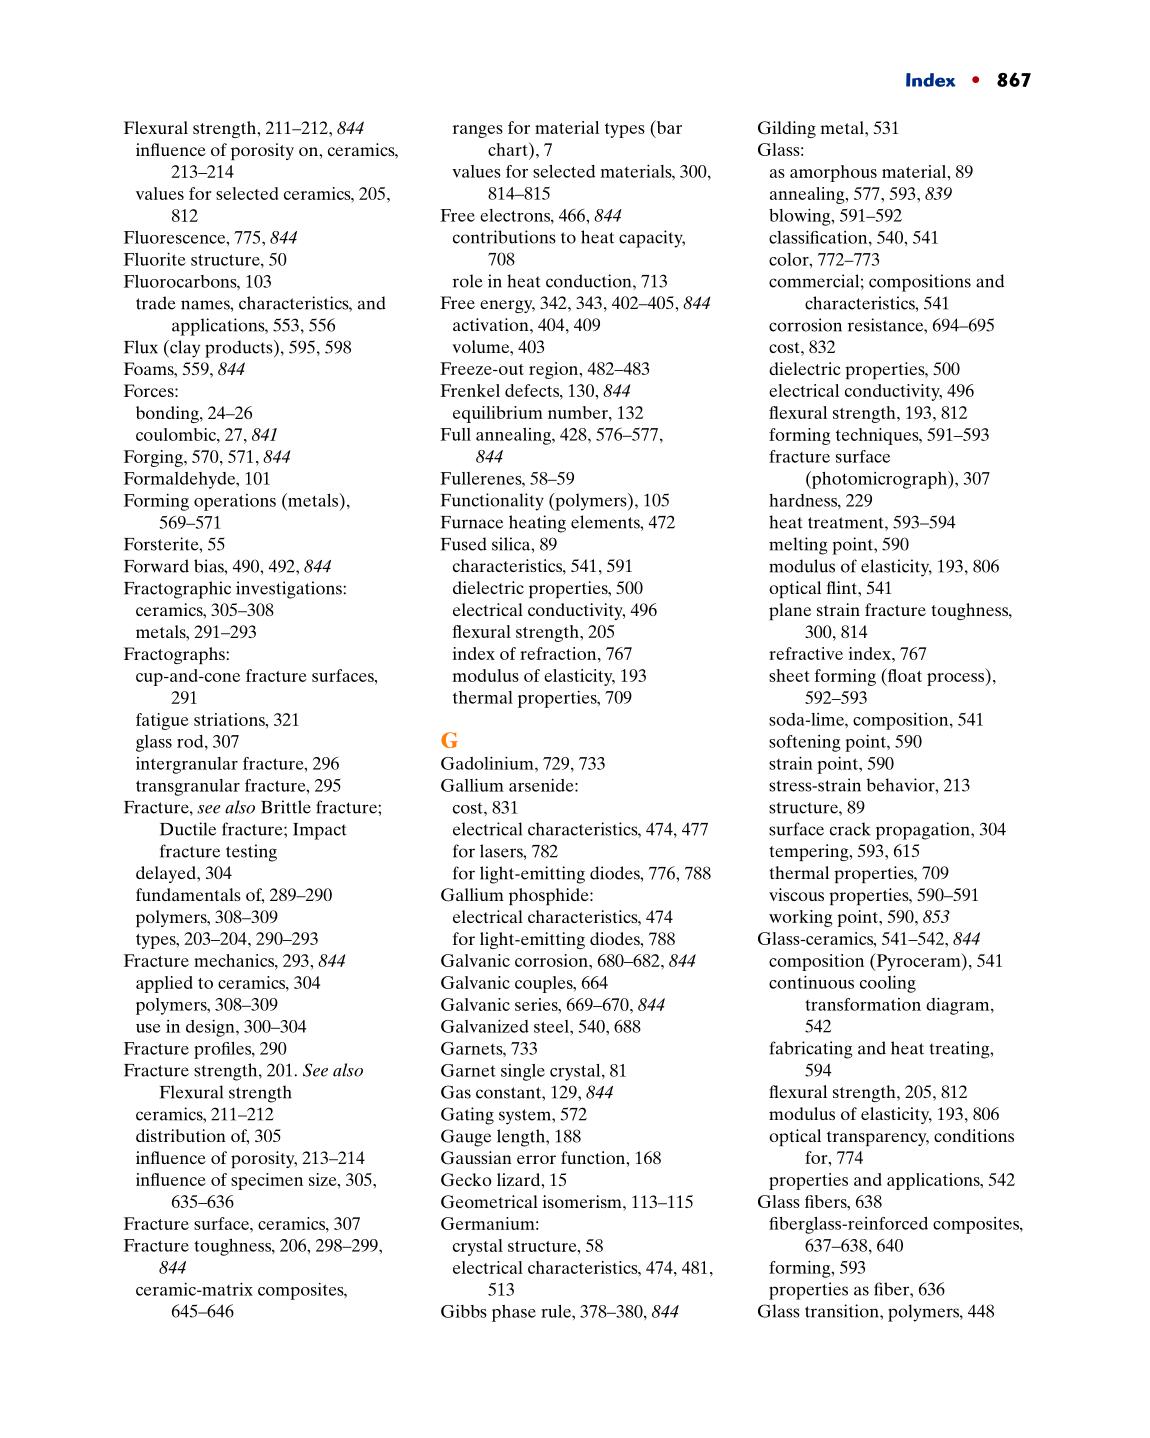 Index • 867
Flexural strength, 211–212, 844
influence of porosity on, ceramics,
213–214
values for selected ceramics, 205,
812
Fluorescence, 775, 844
Fluorite structure, 50
Fluorocarbons, 103
trade names, characteristics, and
applications, 553, 556
Flux (clay products), 595, 598
Foams, 559, 844
Forces:
bonding, 24–26
coulombic, 27, 841
Forging, 570, 571, 844
Formaldehyde, 101
Forming operations (metals),
569–571
Forsterite, 55
Forward bias, 490, 492, 844
Fractographic investigations:
ceramics, 305–308
metals, 291–293
Fractographs:
cup-and-cone fracture surfaces,
291
fatigue striations, 321
glass rod, 307
intergranular fracture, 296
transgranular fracture, 295
Fracture, see also Brittle fracture;
Ductile fracture; Impact
fracture testing
delayed, 304
fundamentals of, 289–290
polymers, 308–309
types, 203–204, 290–293
Fracture mechanics, 293, 844
applied to ceramics, 304
polymers, 308–309
use in design, 300–304
Fracture profiles, 290
Fracture strength, 201. See also
Flexural strength
ceramics, 211–212
distribution of, 305
influence of porosity, 213–214
influence of specimen size, 305,
635–636
Fracture surface, ceramics, 307
Fracture toughness, 206, 298–299,
844
ceramic-matrix composites,
645–646
ranges for material types (bar
chart), 7
values for selected materials, 300,
814–815
Free electrons, 466, 844
contributions to heat capacity,
708
role in heat conduction, 713
Free energy, 342, 343, 402–405, 844
activation, 404, 409
volume, 403
Freeze-out region, 482–483
Frenkel defects, 130, 844
equilibrium number, 132
Full annealing, 428, 576–577,
844
Fullerenes, 58–59
Functionality (polymers), 105
Furnace heating elements, 472
Fused silica, 89
characteristics, 541, 591
dielectric properties, 500
electrical conductivity, 496
flexural strength, 205
index of refraction, 767
modulus of elasticity, 193
thermal properties, 709
G
Gadolinium, 729, 733
Gallium arsenide:
cost, 831
electrical characteristics, 474, 477
for lasers, 782
for light-emitting diodes, 776, 788
Gallium phosphide:
electrical characteristics, 474
for light-emitting diodes, 788
Galvanic corrosion, 680–682, 844
Galvanic couples, 664
Galvanic series, 669–670, 844
Galvanized steel, 540, 688
Garnets, 733
Garnet single crystal, 81
Gas constant, 129, 844
Gating system, 572
Gauge length, 188
Gaussian error function, 168
Gecko lizard, 15
Geometrical isomerism, 113–115
Germanium:
crystal structure, 58
electrical characteristics, 474, 481,
513
Gibbs phase rule, 378–380, 844
Gilding metal, 531
Glass:
as amorphous material, 89
annealing, 577, 593, 839
blowing, 591–592
classification, 540, 541
color, 772–773
commercial; compositions and
characteristics, 541
corrosion resistance, 694–695
cost, 832
dielectric properties, 500
electrical conductivity, 496
flexural strength, 193, 812
forming techniques, 591–593
fracture surface
(photomicrograph), 307
hardness, 229
heat treatment, 593–594
melting point, 590
modulus of elasticity, 193, 806
optical flint, 541
plane strain fracture toughness,
300, 814
refractive index, 767
sheet forming (float process),
592–593
soda-lime, composition, 541
softening point, 590
strain point, 590
stress-strain behavior, 213
structure, 89
surface crack propagation, 304
tempering, 593, 615
thermal properties, 709
viscous properties, 590–591
working point, 590, 853
Glass-ceramics, 541–542, 844
composition (Pyroceram), 541
continuous cooling
transformation diagram,
542
fabricating and heat treating,
594
flexural strength, 205, 812
modulus of elasticity, 193, 806
optical transparency, conditions
for, 774
properties and applications, 542
Glass fibers, 638
fiberglass-reinforced composites,
637–638, 640
forming, 593
properties as fiber, 636
Glass transition, polymers, 448